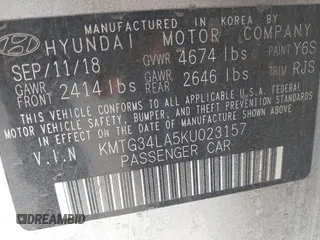 MADE IN KOREA
HYUNDAI MOTOR COMPANY
SEP/11/18 GVWR 4674 lbs PAINT Y6S
GAWR FRONT 2414 lbs GAWR REAR 2646 lbs TRIM RJS
THIS VEHICLE CONFORMS TO ALL APPLICABLE
FEDERAL MOTOR VEHICLE SAFETY, BUMPER, AND
THEFT PREVENTION STANDARDS IN EFFECT ON THE
DATE OF MANUFACTURE SHOWN ABOVE.
V.I.N KMTG34LA5KU023157
PASSENGER CAR
DREAMBID